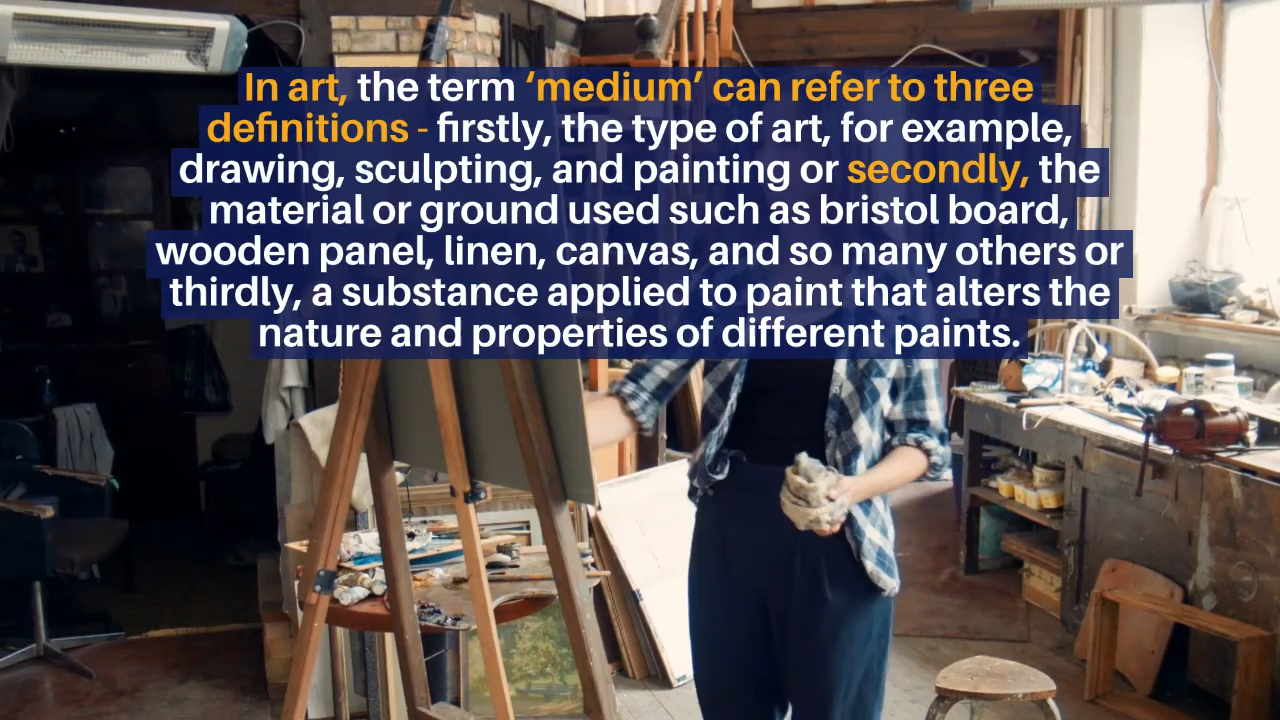 In art, the term ‘medium’ can refer to three
definitions - firstly, the type of art, for example,
drawing, sculpting, and painting or secondly, the
material or ground used such as bristol board,
wooden panel, linen, canvas, and so many others or
thirdly, a substance applied to paint that alters the
nature and properties of different paints.